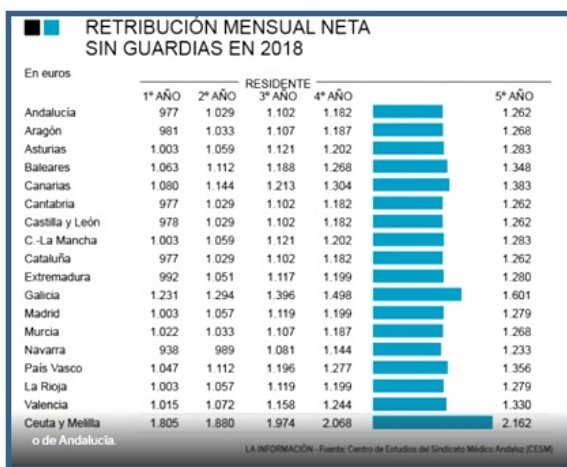 RETRIBUCIÓN MENSUAL NETA
SIN GUARDIAS EN 2018
En euros
RESIDENTE
1º AÑO 2º AÑO 3º AÑO 4º AÑO 5º AÑO
Andalucía 977 1.029 1.102 1.182 1.262
Aragón 981 1.033 1.107 1.187 1.268
Asturias 1.003 1.059 1.121 1.202 1.283
Baleares 1.063 1.112 1.188 1.268 1.348
Canarias 1.080 1.144 1.213 1.304 1.383
Cantabria 977 1.029 1.102 1.182 1.262
Castilla y León 978 1.029 1.102 1.182 1.262
C.-La Mancha 1.003 1.059 1.121 1.202 1.283
Cataluña 977 1.029 1.102 1.182 1.262
Extremadura 992 1.051 1.117 1.199 1.280
Galicia 1.231 1.294 1.396 1.498 1.601
Madrid 1.003 1.057 1.119 1.199 1.279
Murcia 1.022 1.033 1.107 1.187 1.268
Navarra 938 989 1.081 1.144 1.233
País Vasco 1.047 1.112 1.196 1.277 1.356
La Rioja 1.003 1.057 1.119 1.199 1.279
Valencia 1.015 1.072 1.158 1.244 1.330
Ceuta y Melilla 1.805 1.880 1.974 2.068 2.162
o de Andalucía.
LA INFORMACIÓN - Fuente: Centro de Estudios del Sindicato Médico Andaluz (CESM)